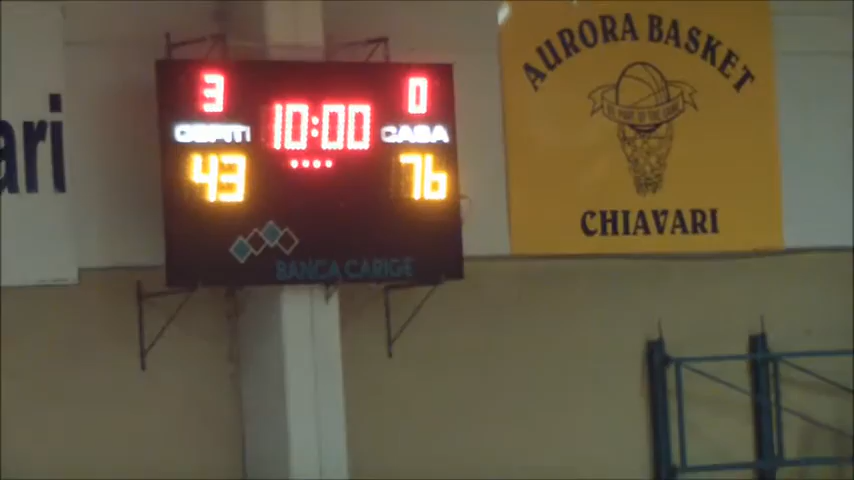 ari
3 10:00 0
OSPITI CASA
43 76
BANCA CARIGE
AURORA BASKET
CHIAVARI